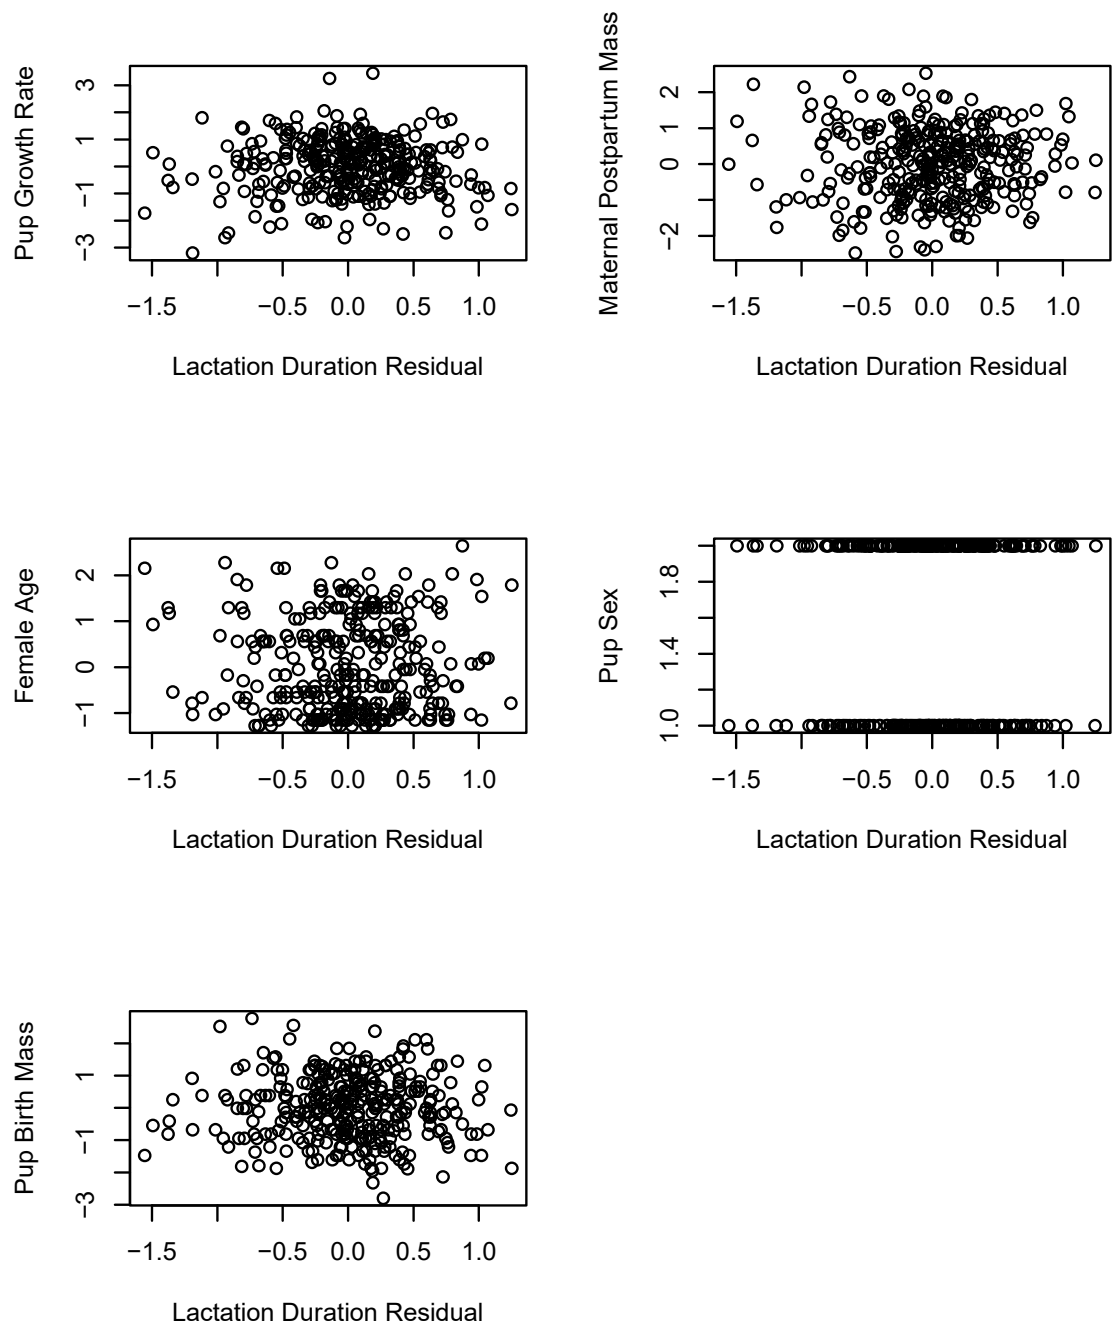 Pup Growth Rate
3
1
−1
−3
−1.5 −0.5 0.0 0.5 1.0
Lactation Duration Residual
Maternal Postpartum Mass
2
1
0
−2
−1.5 −0.5 0.0 0.5 1.0
Lactation Duration Residual
Female Age
2
1
0
−1
−1.5 −0.5 0.0 0.5 1.0
Lactation Duration Residual
Pup Sex
1.8
1.4
1.0
−1.5 −0.5 0.0 0.5 1.0
Lactation Duration Residual
Pup Birth Mass
1
−1
−3
−1.5 −0.5 0.0 0.5 1.0
Lactation Duration Residual